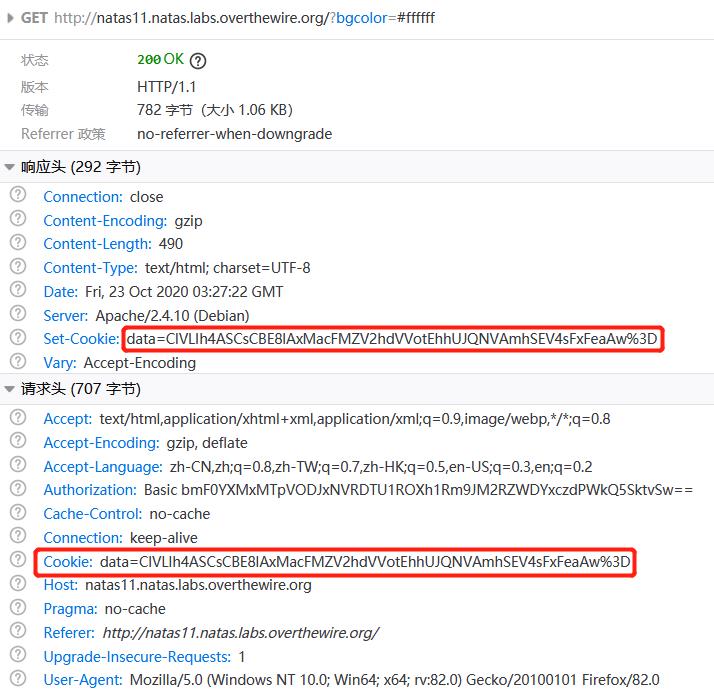 GET http://natas11.natas.labs.overthewire.org/?bgcolor=#ffffff
状态 200 OK ?
版本 HTTP/1.1
传输 782 字节（大小 1.06 KB）
Referrer 政策 no-referrer-when-downgrade
响应头 (292 字节)
? Connection: close
? Content-Encoding: gzip
? Content-Length: 490
? Content-Type: text/html; charset=UTF-8
? Date: Fri, 23 Oct 2020 03:27:22 GMT
? Server: Apache/2.4.10 (Debian)
? Set-Cookie: data=ClVLIh4ASCsCBE8lAxMacFMZV2hdVVotEhhUJQNVAmhSEV4sFxFeaAw%3D
? Vary: Accept-Encoding
请求头 (707 字节)
? Accept: text/html,application/xhtml+xml,application/xml;q=0.9,image/webp,*/*;q=0.8
? Accept-Encoding: gzip, deflate
? Accept-Language: zh-CN,zh;q=0.8,zh-TW;q=0.7,zh-HK;q=0.5,en-US;q=0.3,en;q=0.2
? Authorization: Basic bmF0YXMxMTpVODJxNVRDTU1ROXh1Rm9JM2RZWDYxczdPWkQ5SktvSw==
? Cache-Control: no-cache
? Connection: keep-alive
? Cookie: data=ClVLIh4ASCsCBE8lAxMacFMZV2hdVVotEhhUJQNVAmhSEV4sFxFeaAw%3D
? Host: natas11.natas.labs.overthewire.org
? Pragma: no-cache
? Referer: http://natas11.natas.labs.overthewire.org/
? Upgrade-Insecure-Requests: 1
? User-Agent: Mozilla/5.0 (Windows NT 10.0; Win64; x64; rv:82.0) Gecko/20100101 Firefox/82.0